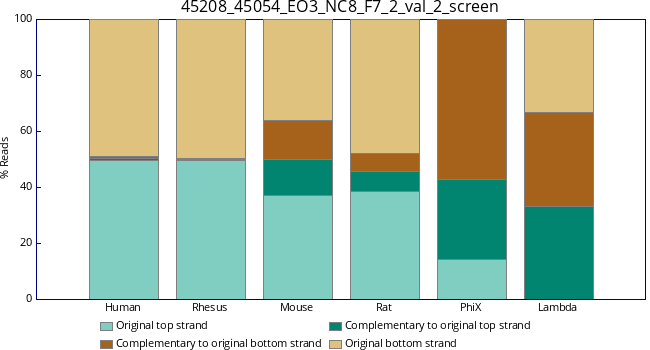 45208_45054_EO3_NC8_F7_2_val_2_screen
% Reads
100
80
60
40
20
0
Human Rhesus Mouse Rat PhiX Lambda
Original top strand Complementary to original top strand
Complementary to original bottom strand Original bottom strand